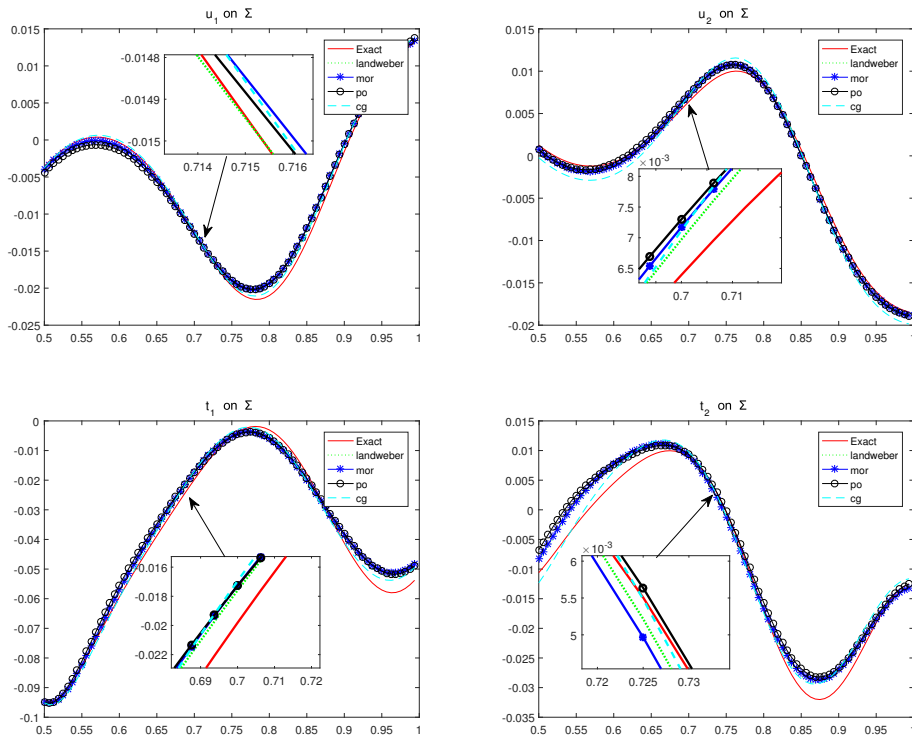 u₁ on Σ
0.015
0.01
0.005
0
-0.005
-0.01
-0.015
-0.02
-0.025
0.5 0.55 0.6 0.65 0.7 0.75 0.8 0.85 0.9 0.95 1
Exact
landweber
mor
po
cg
-0.0148
-0.0149
-0.015
0.714 0.715 0.716
u₂ on Σ
0.015
0.01
0.005
0
-0.005
-0.01
-0.015
-0.02
0.5 0.55 0.6 0.65 0.7 0.75 0.8 0.85 0.9 0.95 1
Exact
landweber
mor
po
cg
×10⁻³
8
7.5
7
6.5
0.7 0.71
t₁ on Σ
0
-0.01
-0.02
-0.03
-0.04
-0.05
-0.06
-0.07
-0.08
-0.09
-0.1
0.5 0.55 0.6 0.65 0.7 0.75 0.8 0.85 0.9 0.95 1
Exact
landweber
mor
po
cg
-0.016
-0.018
-0.02
-0.022
0.69 0.7 0.71 0.72
t₂ on Σ
0.015
0.01
0.005
0
-0.005
-0.01
-0.015
-0.02
-0.025
-0.03
-0.035
0.5 0.55 0.6 0.65 0.7 0.75 0.8 0.85 0.9 0.95 1
Exact
landweber
mor
po
cg
×10⁻³
6
5.5
5
0.72 0.725 0.73